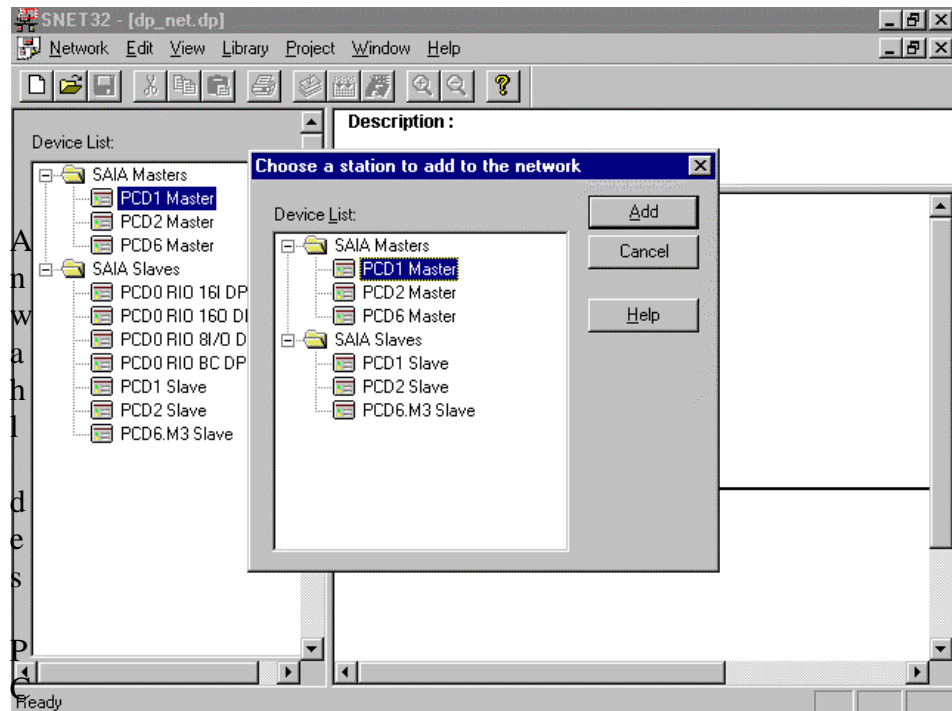 SNET32 - [dp_net.dp]
Network Edit View Library Project Window Help
Device List:
SAIA Masters
PCD1 Master
PCD2 Master
PCD6 Master
SAIA Slaves
PCD0 RIO 16I DP
PCD0 RIO 16O DI
PCD0 RIO 8I/O D
PCD0 RIO BC DP
PCD1 Slave
PCD2 Slave
PCD6.M3 Slave
Description :
Choose a station to add to the network
Device List:
SAIA Masters
PCD1 Master
PCD2 Master
PCD6 Master
SAIA Slaves
PCD1 Slave
PCD2 Slave
PCD6.M3 Slave
Add
Cancel
Help
Anwahl des PC
Ready